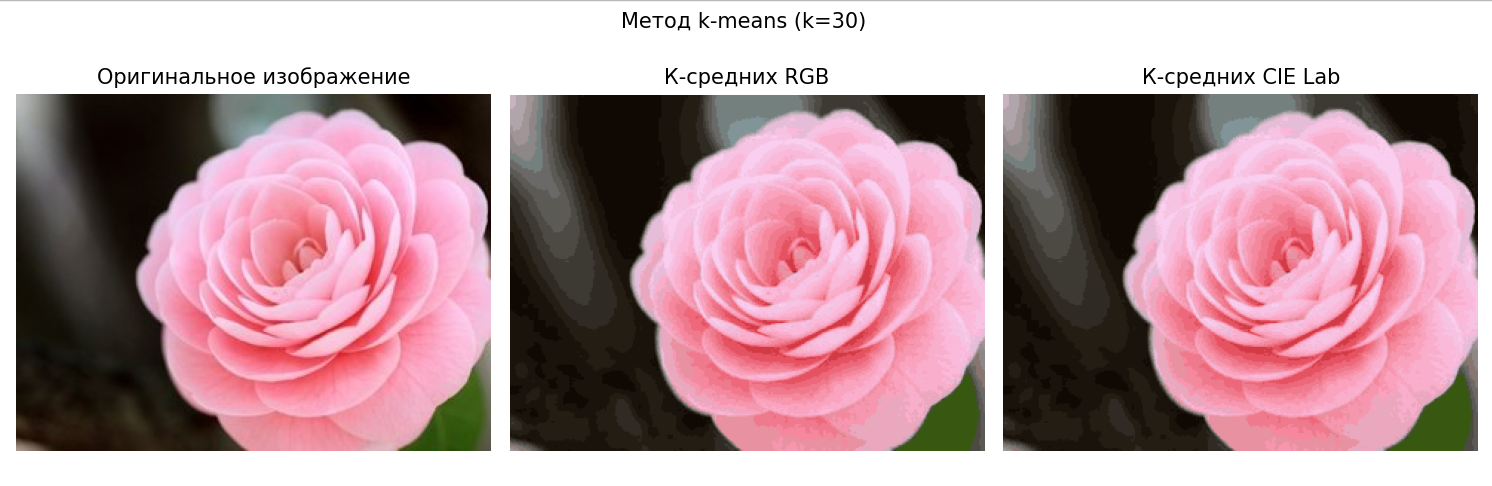 Метод k-means (k=30)
Оригинальное изображение
К-средних RGB
К-средних CIE Lab